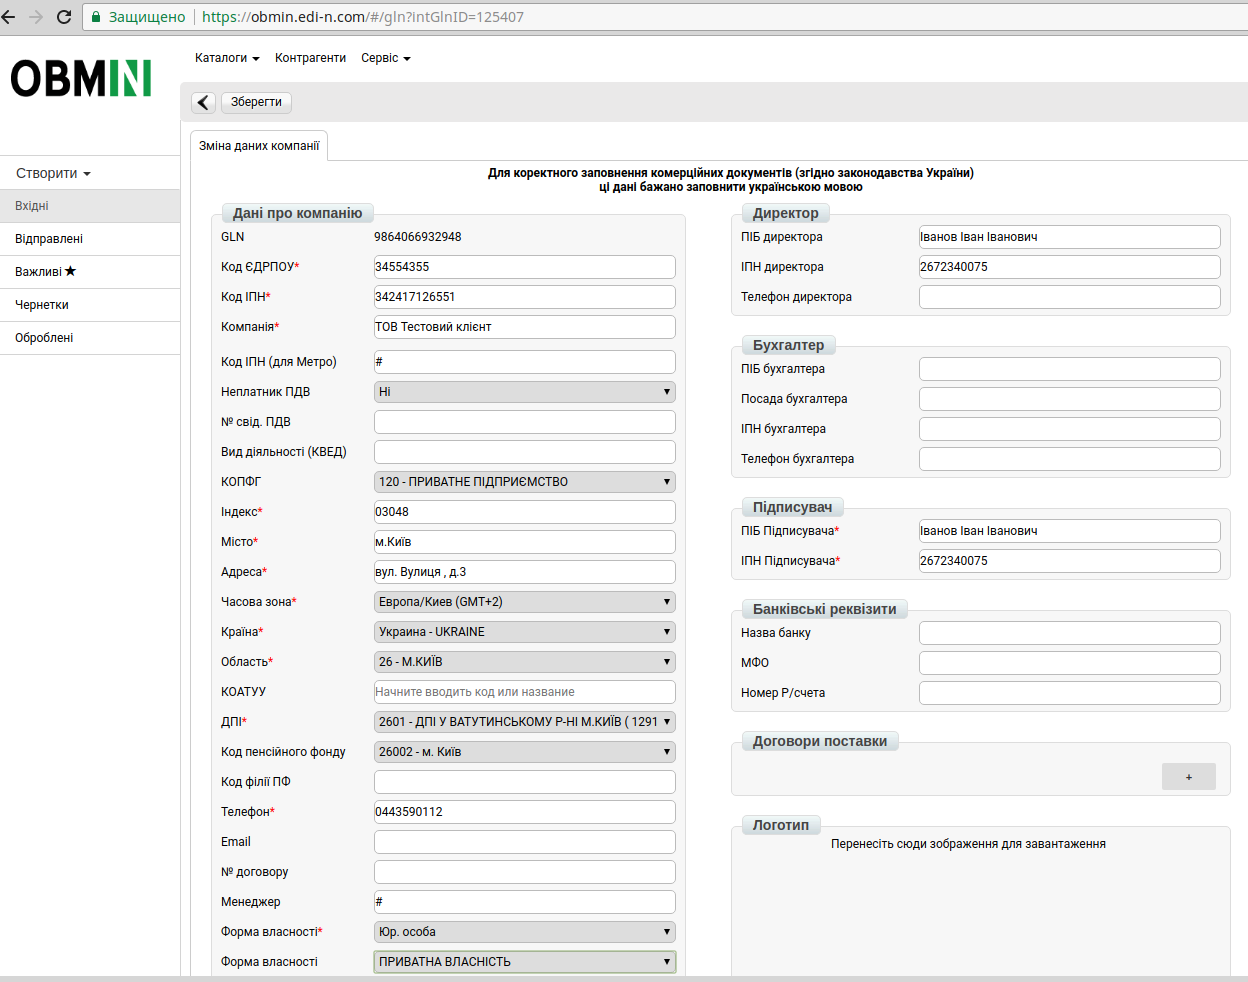 Защищено https://obmin.edi-n.com/#/gln?intGlnID=125407
OBMIN
Каталоги Контрагенти Сервіс
Зберегти
Створити
Вхідні
Відправлені
Важливі
Чернетки
Оброблені
Зміна даних компанії
Для коректного заповнення комерційних документів (згідно законодавства України)
ці дані бажано заповнити українською мовою
Дані про компанію
GLN 9864066932948
Код ЄДРПОУ* 34554355
Код ІПН* 342417126551
Компанія* ТОВ Тестовий клієнт
Код ІПН (для Метро) #
Неплатник ПДВ Ні
№ свід. ПДВ
Вид діяльності (КВЕД)
КОПФГ 120 - ПРИВАТНЕ ПІДПРИЄМСТВО
Індекс* 03048
Місто* м.Київ
Адреса* вул. Вулиця , д.3
Часова зона* Европа/Киев (GMT+2)
Країна* Украина - UKRAINE
Область* 26 - М.КИЇВ
КОАТУУ Начните вводить код или название
ДПІ* 2601 - ДПІ У ВАТУТИНСЬКОМУ Р-НІ М.КИЇВ ( 1291
Код пенсійного фонду 26002 - м. Київ
Код філії ПФ
Телефон* 0443590112
Email
№ договору
Менеджер #
Форма власності* Юр. особа
Форма власності ПРИВАТНА ВЛАСНІСТЬ
Директор
ПІБ директора Іванов Іван Іванович
ІПН директора 2672340075
Телефон директора
Бухгалтер
ПІБ бухгалтера
Посада бухгалтера
ІПН бухгалтера
Телефон бухгалтера
Підписувач
ПІБ Підписувача* Іванов Іван Іванович
ІПН Підписувача* 2672340075
Банківські реквізити
Назва банку
МФО
Номер Р/счета
Договори поставки
+
Логотип
Перенесіть сюди зображення для завантаження